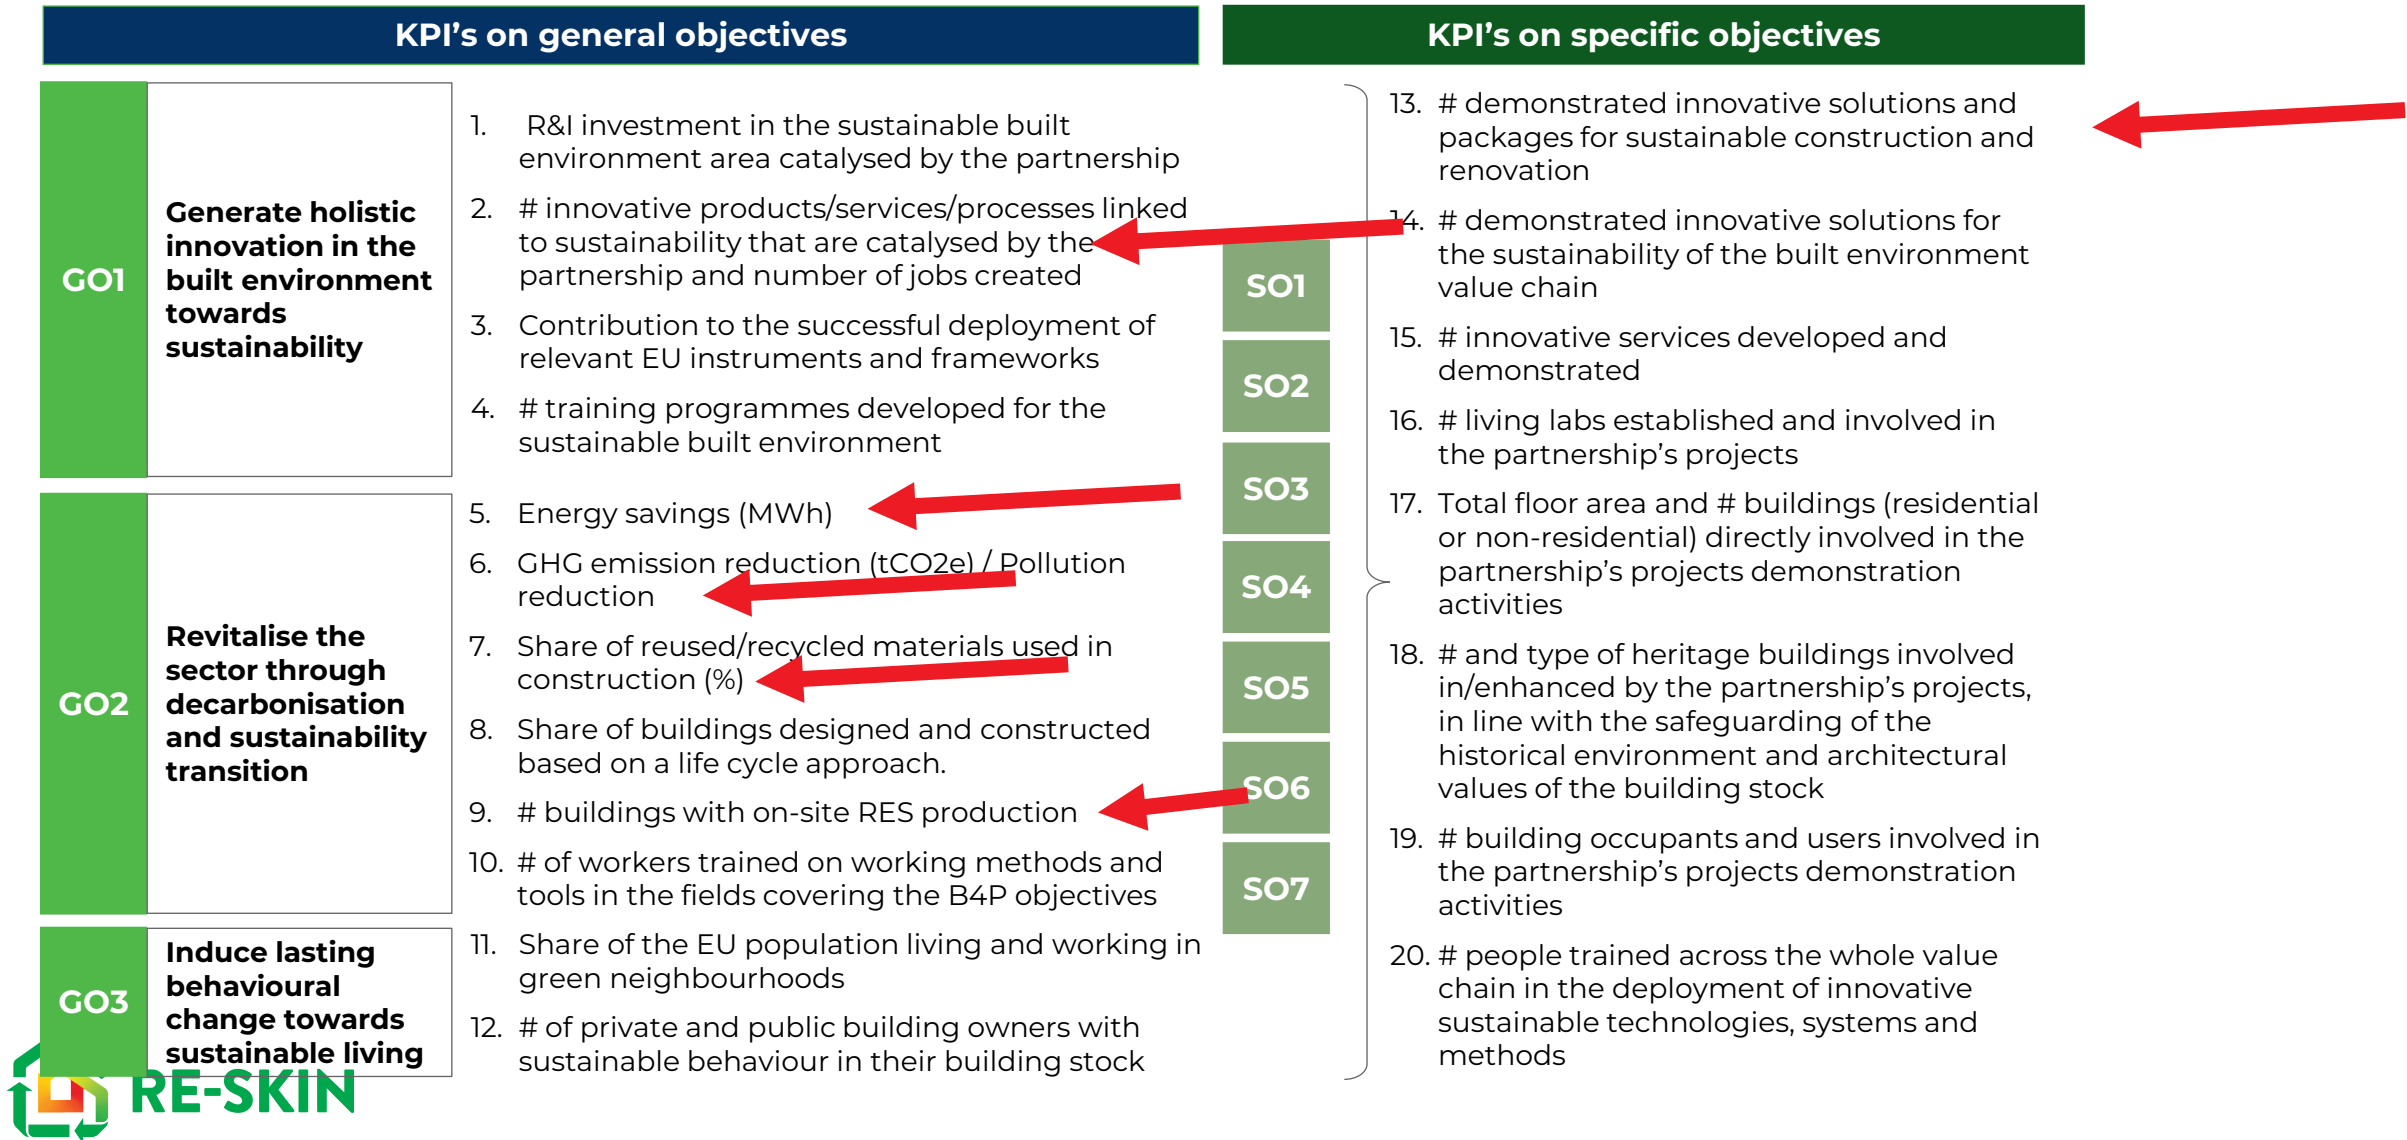 KPI's on general objectives
GO1
Generate holistic
innovation in the
built environment
towards
sustainability
1. R&I investment in the sustainable built
environment area catalysed by the partnership
2. # innovative products/services/processes linked
to sustainability that are catalysed by the
partnership and number of jobs created
3. Contribution to the successful deployment of
relevant EU instruments and frameworks
4. # training programmes developed for the
sustainable built environment
GO2
Revitalise the
sector through
decarbonisation
and sustainability
transition
5. Energy savings (MWh)
6. GHG emission reduction (tCO2e) / Pollution
reduction
7. Share of reused/recycled materials used in
construction (%)
8. Share of buildings designed and constructed
based on a life cycle approach.
9. # buildings with on-site RES production
10. # of workers trained on working methods and
tools in the fields covering the B4P objectives
GO3
Induce lasting
behavioural
change towards
sustainable living
11. Share of the EU population living and working in
green neighbourhoods
12. # of private and public building owners with
sustainable behaviour in their building stock
KPI's on specific objectives
SO1
SO2
SO3
SO4
SO5
SO6
SO7
13. # demonstrated innovative solutions and
packages for sustainable construction and
renovation
14. # demonstrated innovative solutions for
the sustainability of the built environment
value chain
15. # innovative services developed and
demonstrated
16. # living labs established and involved in
the partnership's projects
17. Total floor area and # buildings (residential
or non-residential) directly involved in the
partnership's projects demonstration
activities
18. # and type of heritage buildings involved
in/enhanced by the partnership's projects,
in line with the safeguarding of the
historical environment and architectural
values of the building stock
19. # building occupants and users involved in
the partnership's projects demonstration
activities
20. # people trained across the whole value
chain in the deployment of innovative
sustainable technologies, systems and
methods
RE-SKIN